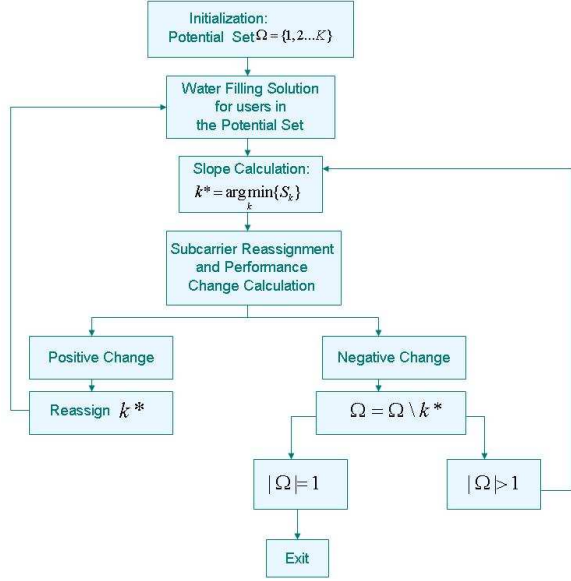 Initialization:
Potential Set Ω = {1,2...K}
Water Filling Solution
for users in
the Potential Set
Slope Calculation:
k* = arg min{S_k}
k
Subcarrier Reassignment
and Performance
Change Calculation
Positive Change
Negative Change
Reassign k*
Ω = Ω \ k*
|Ω|=1
|Ω|>1
Exit